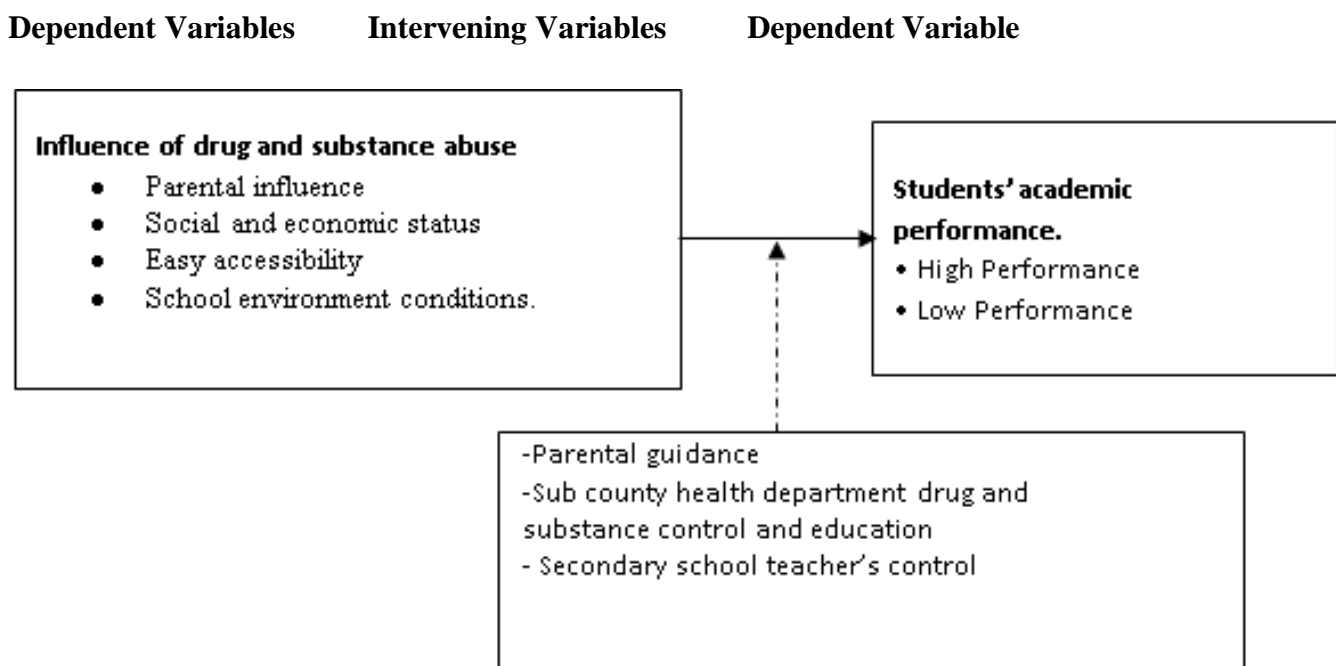 Dependent Variables Intervening Variables Dependent Variable
Influence of drug and substance abuse
● Parental influence
● Social and economic status
● Easy accessibility
● School environment conditions.
Students’ academic
performance.
• High Performance
• Low Performance
-Parental guidance
-Sub county health department drug and
substance control and education
- Secondary school teacher’s control